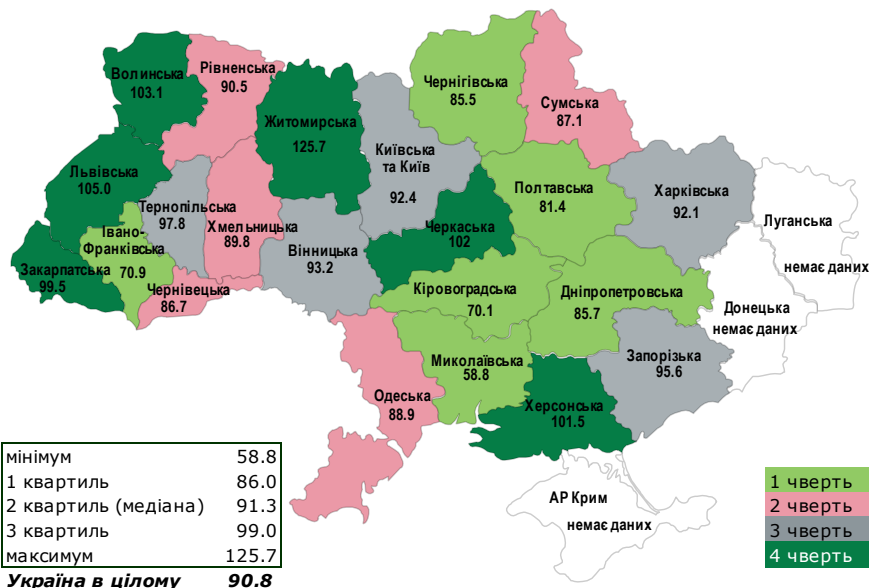 Волинська
103.1
Рівненська
90.5
Житомирська
125.7
Київська
та Київ
92.4
Чернігівська
85.5
Сумська
87.1
Львівська
105.0
Тернопільська
97.8
Хмельницька
89.8
Івано-
Франківська
70.9
Закарпатська
99.5
Чернівецька
86.7
Вінницька
93.2
Черкаська
102
Полтавська
81.4
Харківська
92.1
Луганська
немає даних
Донецька
немає даних
Кіровоградська
70.1
Дніпропетровська
85.7
Запорізька
95.6
Миколаївська
58.8
Одеська
88.9
Херсонська
101.5
АР Крим
немає даних
мінімум 58.8
1 квартиль 86.0
2 квартиль (медіана) 91.3
3 квартиль 99.0
максимум 125.7
Україна в цілому 90.8
1 чверть
2 чверть
3 чверть
4 чверть